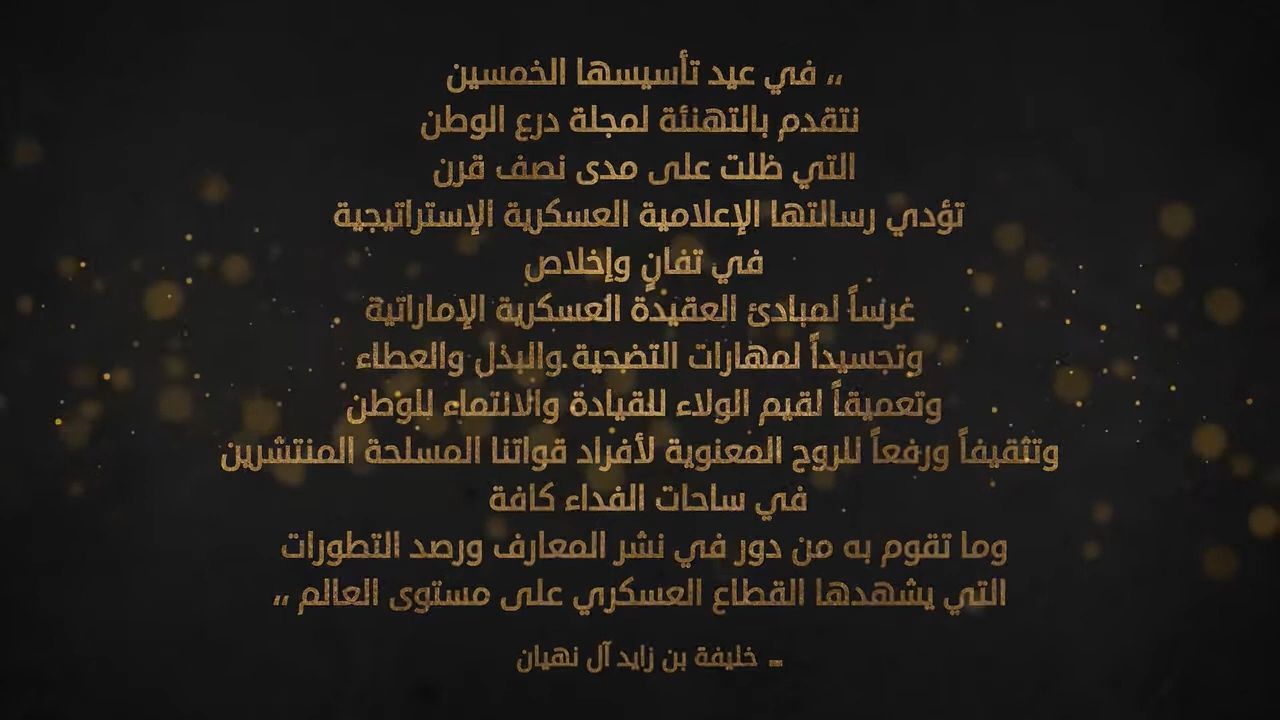 ،، في عيد تأسيسها الخمسين
نتقدم بالتهنئة لمجلة درع الوطن
التي ظلت على مدى نصف قرن
تؤدي رسالتها الإعلامية العسكرية الإستراتيجية
في تفانٍ وإخلاص
غرساً لمبادئ العقيدة العسكرية الإماراتية
وتجسيداً لمهارات التضحية والبذل والعطاء
وتعميقاً لقيم الولاء للقيادة والانتماء للوطن
وتثقيفاً ورفعاً للروح المعنوية لأفراد قواتنا المسلحة المنتشرين
في ساحات الفداء كافة
وما تقوم به من دور في نشر المعارف ورصد التطورات
التي يشهدها القطاع العسكري على مستوى العالم ،،
- خليفة بن زايد آل نهيان